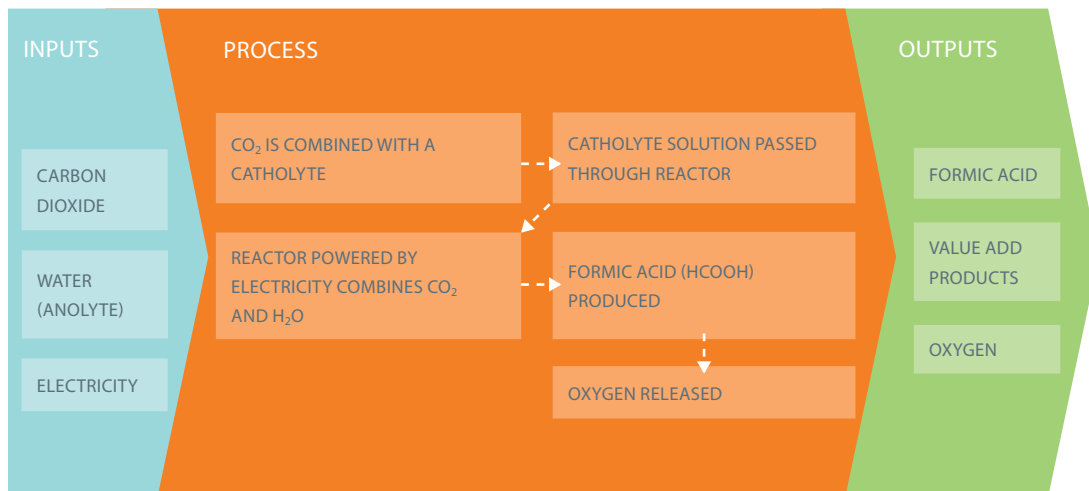 INPUTS
CARBON
DIOXIDE
WATER
(ANOLYTE)
ELECTRICITY
PROCESS
CO₂ IS COMBINED WITH A
CATHOLYTE
CATHOLYTE SOLUTION PASSED
THROUGH REACTOR
REACTOR POWERED BY
ELECTRICITY COMBINES CO₂
AND H₂O
FORMIC ACID (HCOOH)
PRODUCED
OXYGEN RELEASED
OUTPUTS
FORMIC ACID
VALUE ADD
PRODUCTS
OXYGEN